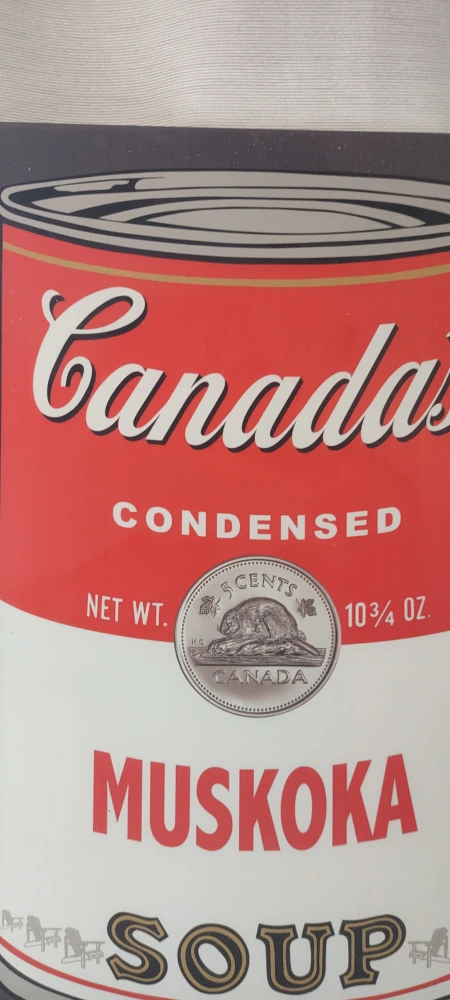 Canada's
CONDENSED
NET WT. 10¾ OZ.
5 CENTS
K G
CANADA
MUSKOKA
SOUP